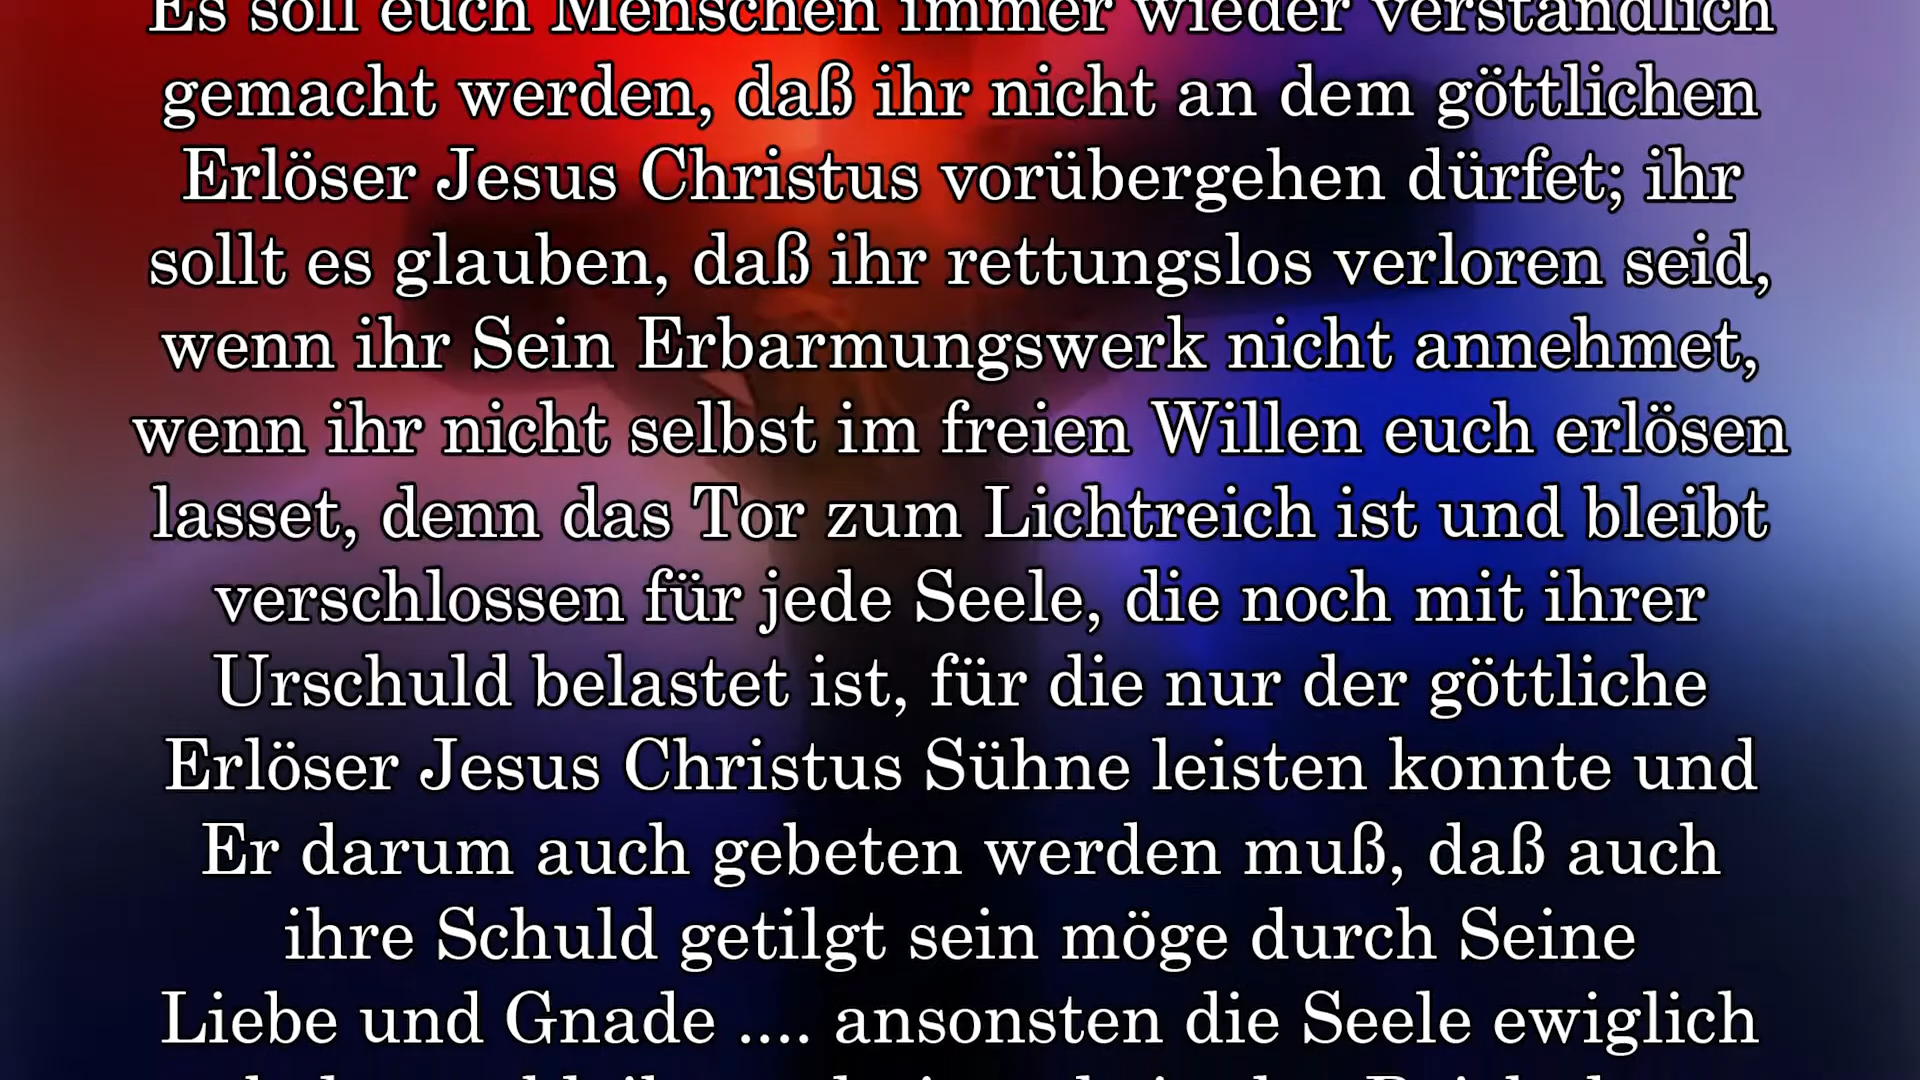 Es soll euch Menschen immer wieder verständlich
gemacht werden, daß ihr nicht an dem göttlichen
Erlöser Jesus Christus vorübergehen dürfet; ihr
sollt es glauben, daß ihr rettungslos verloren seid,
wenn ihr Sein Erbarmungswerk nicht annehmet,
wenn ihr nicht selbst im freien Willen euch erlösen
lasset, denn das Tor zum Lichtreich ist und bleibt
verschlossen für jede Seele, die noch mit ihrer
Urschuld belastet ist, für die nur der göttliche
Erlöser Jesus Christus Sühne leisten konnte und
Er darum auch gebeten werden muß, daß auch
ihre Schuld getilgt sein möge durch Seine
Liebe und Gnade .... ansonsten die Seele ewiglich